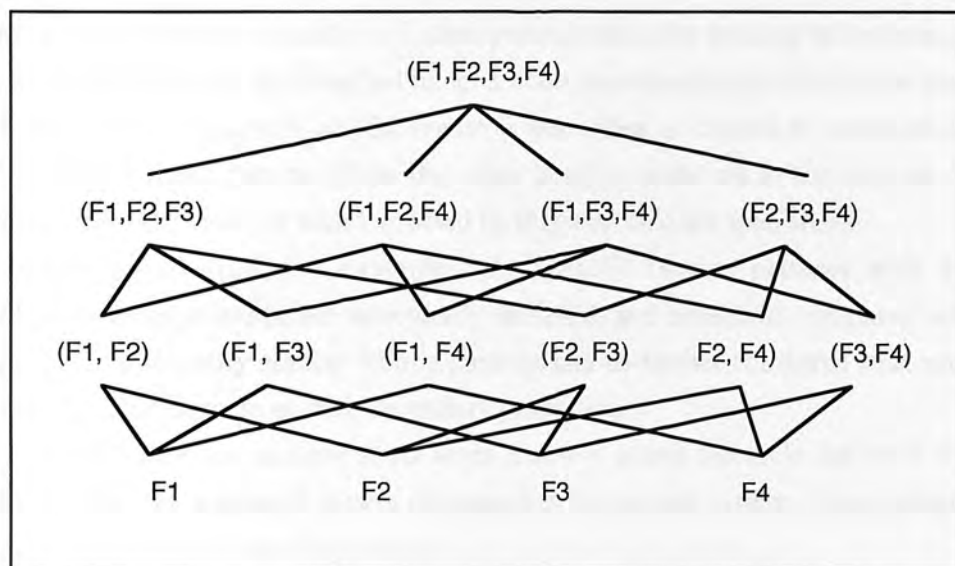 (F1,F2,F3,F4)
(F1,F2,F3) (F1,F2,F4) (F1,F3,F4) (F2,F3,F4)
(F1, F2) (F1, F3) (F1, F4) (F2, F3) F2, F4) (F3,F4)
F1 F2 F3 F4